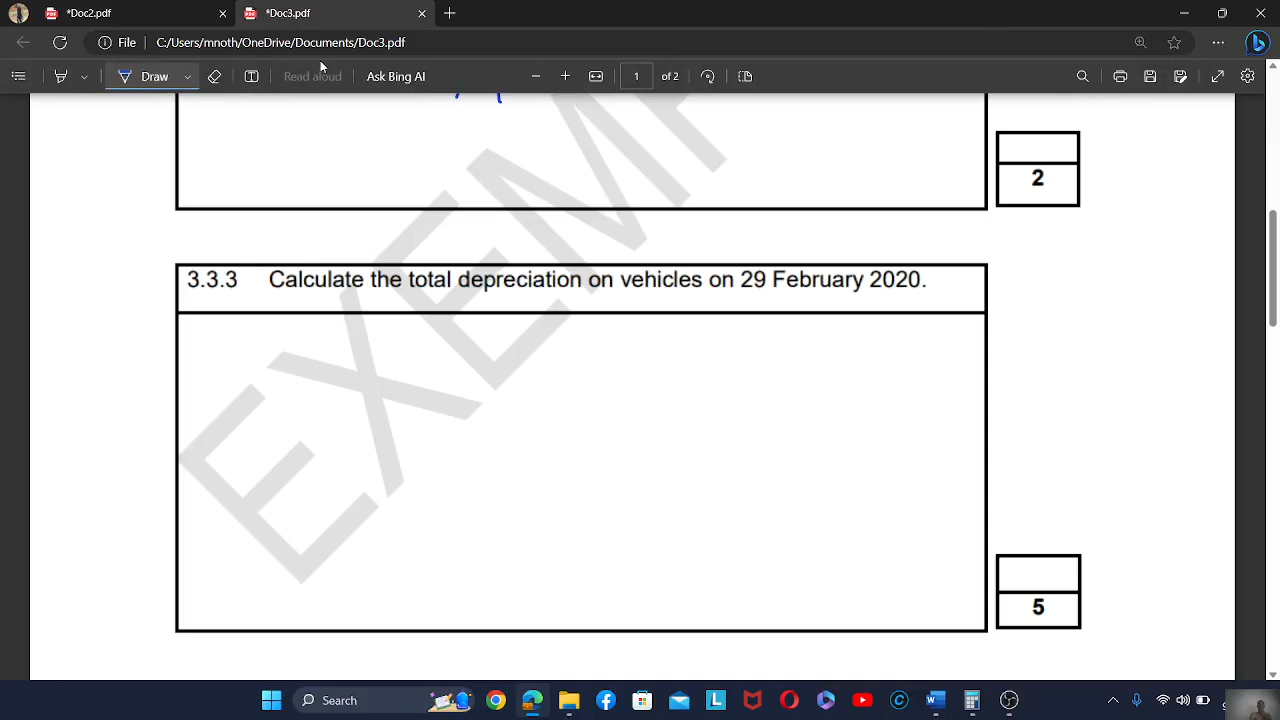 *Doc2.pdf
*Doc3.pdf
File
C:/Users/mnoth/OneDrive/Documents/Doc3.pdf
Draw
Read aloud
Ask Bing AI
1
of 2
2
3.3.3 Calculate the total depreciation on vehicles on 29 February 2020.
5
EXEMP
Search